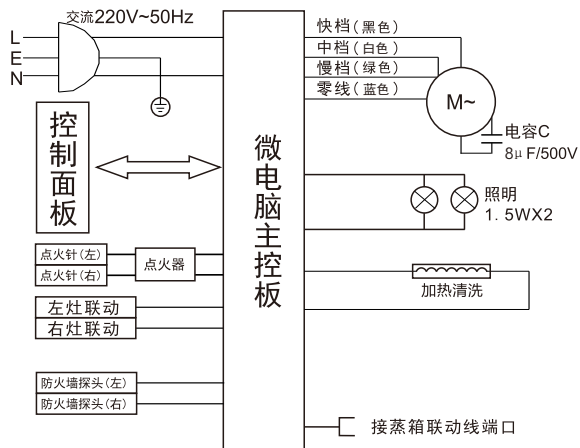 交流220V~50Hz
L
E
N
快档(黑色)
中档(白色)
慢档(绿色)
零线(蓝色)
M~
电容C
8μF/500V
控制面板
微电脑主控板
照明
1.5WX2
点火针(左)
点火针(右)
点火器
加热清洗
左灶联动
右灶联动
防火墙探头(左)
防火墙探头(右)
接蒸箱联动线端口